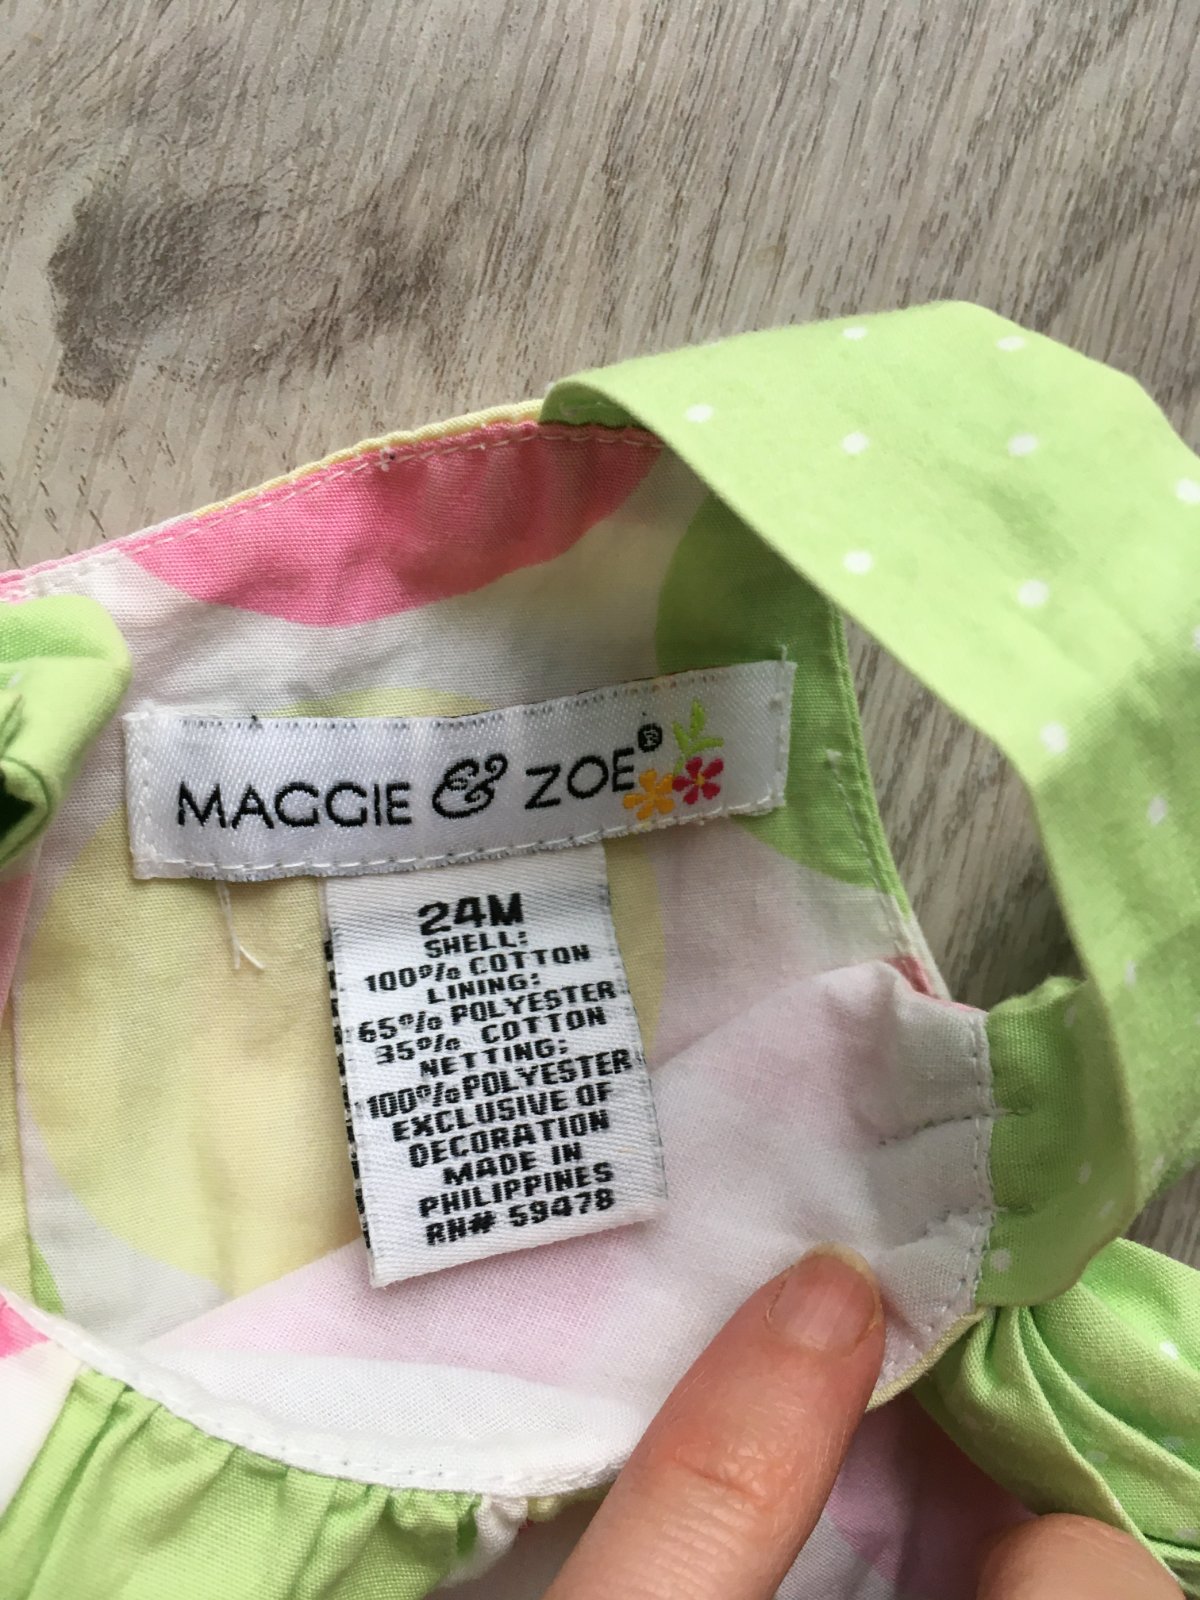 MAGGIE & ZOE®
24M
SHELL:
100% COTTON
LINING:
65% POLYESTER
35% COTTON
NETTING:
100% POLYESTER
EXCLUSIVE OF
DECORATION
MADE IN
PHILIPPINES
RN# 59478